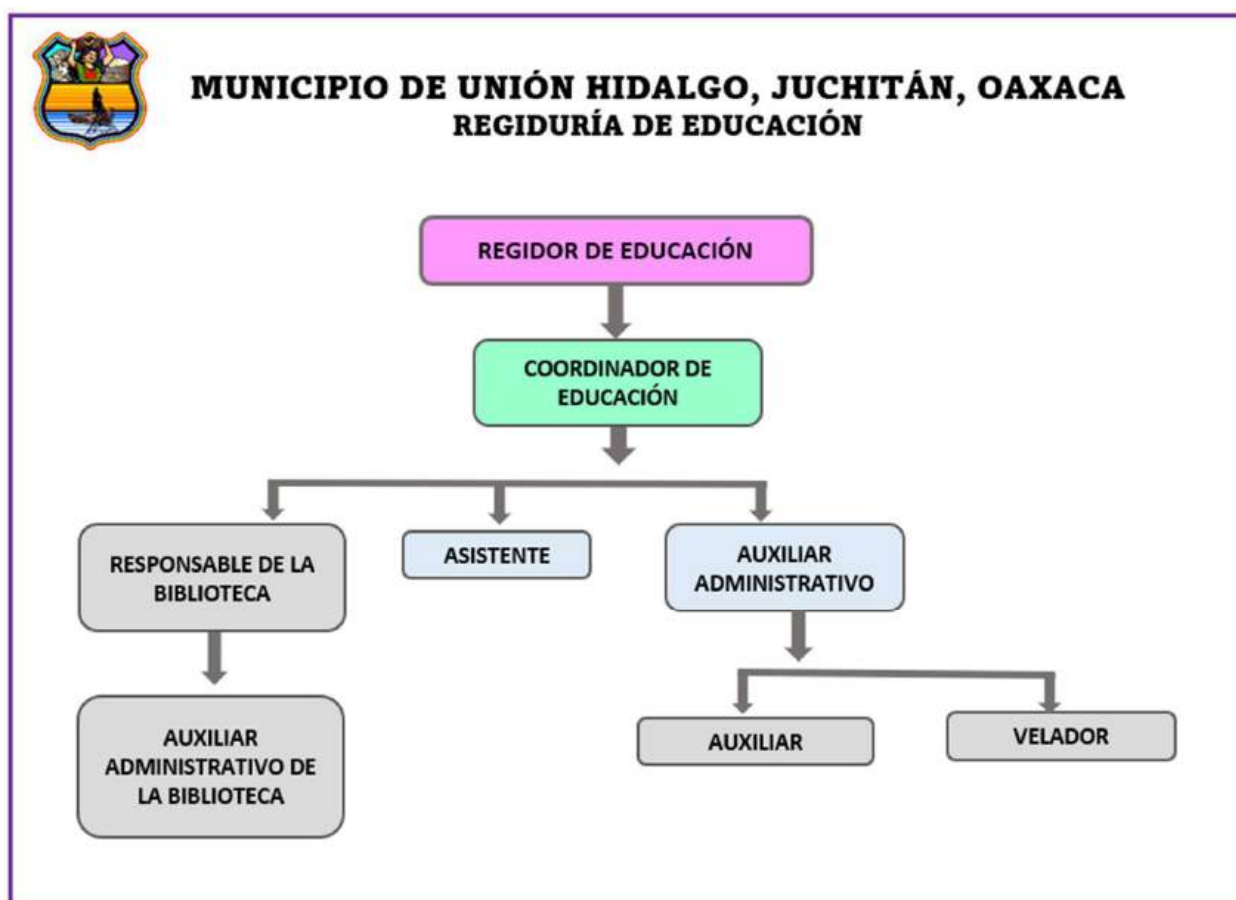 MUNICIPIO DE UNIÓN HIDALGO, JUCHITÁN, OAXACA
REGIDURÍA DE EDUCACIÓN
REGIDOR DE EDUCACIÓN
COORDINADOR DE
EDUCACIÓN
RESPONSABLE DE LA
BIBLIOTECA
ASISTENTE
AUXILIAR
ADMINISTRATIVO
AUXILIAR
ADMINISTRATIVO DE
LA BIBLIOTECA
AUXILIAR
VELADOR